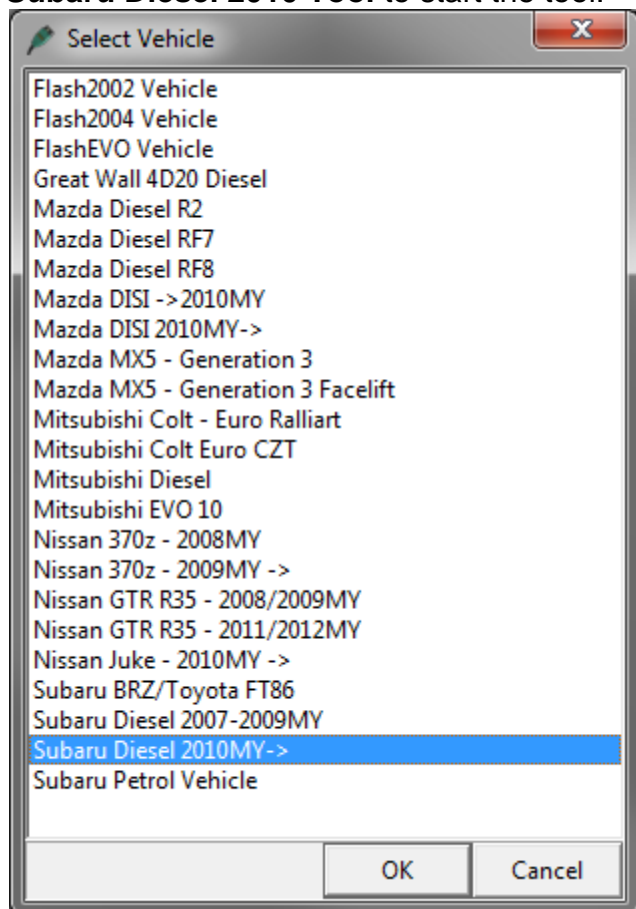 Select Vehicle
Flash2002 Vehicle
Flash2004 Vehicle
FlashEVO Vehicle
Great Wall 4D20 Diesel
Mazda Diesel R2
Mazda Diesel RF7
Mazda Diesel RF8
Mazda DISI ->2010MY
Mazda DISI 2010MY->
Mazda MX5 - Generation 3
Mazda MX5 - Generation 3 Facelift
Mitsubishi Colt - Euro Ralliart
Mitsubishi Colt Euro CZT
Mitsubishi Diesel
Mitsubishi EVO 10
Nissan 370z - 2008MY
Nissan 370z - 2009MY ->
Nissan GTR R35 - 2008/2009MY
Nissan GTR R35 - 2011/2012MY
Nissan Juke - 2010MY ->
Subaru BRZ/Toyota FT86
Subaru Diesel 2007-2009MY
Subaru Diesel 2010MY->
Subaru Petrol Vehicle
OK Cancel